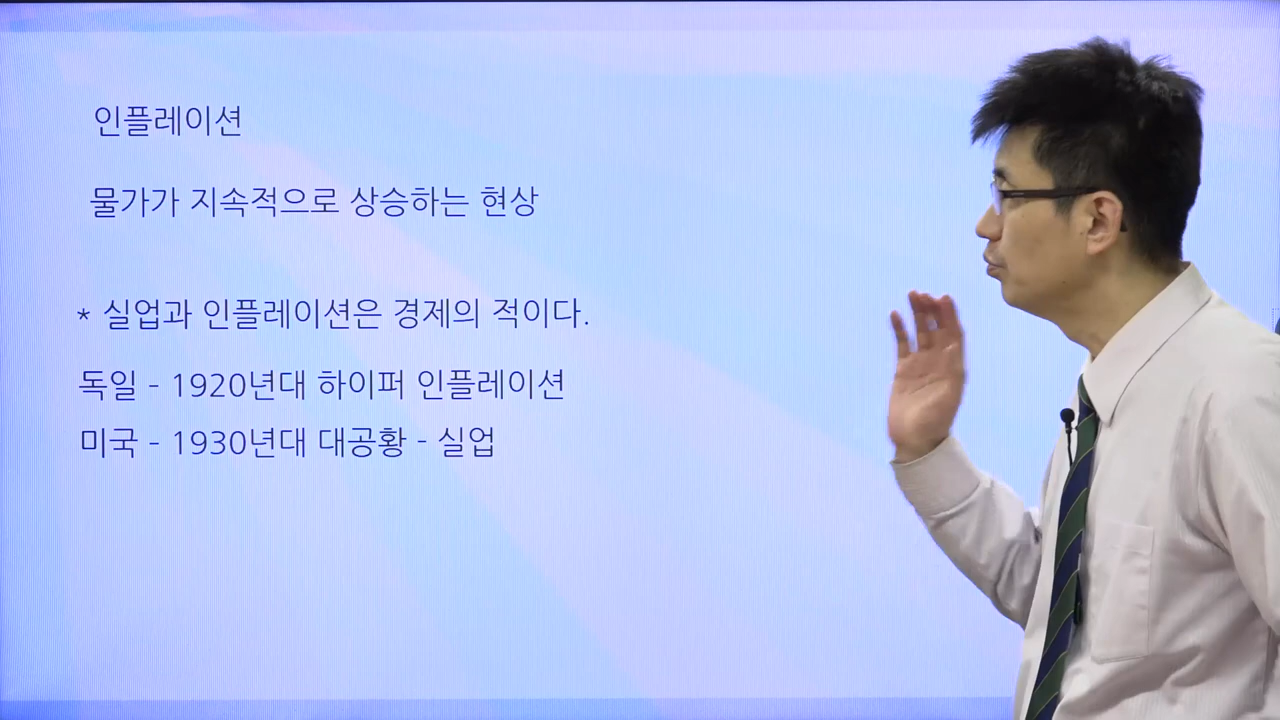 인플레이션
물가가 지속적으로 상승하는 현상
* 실업과 인플레이션은 경제의 적이다.
독일 - 1920년대 하이퍼 인플레이션
미국 - 1930년대 대공황 - 실업